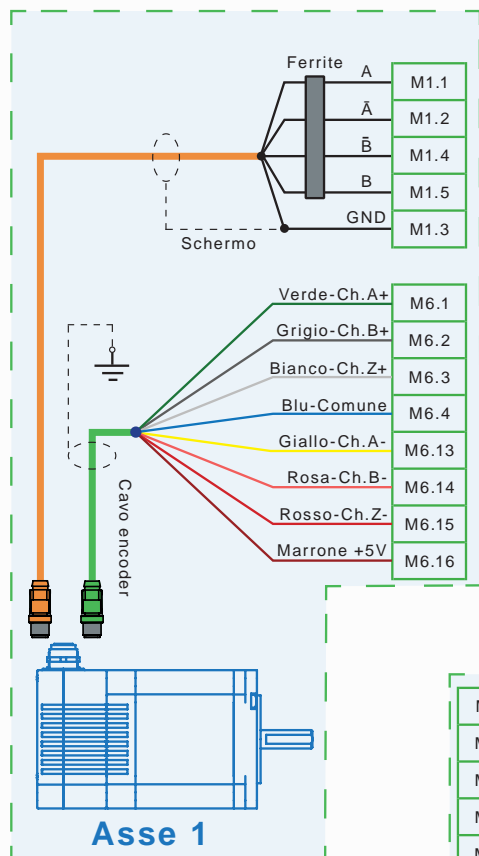 Ferrite
A M1.1
Ā M1.2
B̄ M1.4
B M1.5
GND M1.3
Schermo
Verde-Ch.A+ M6.1
Grigio-Ch.B+ M6.2
Bianco-Ch.Z+ M6.3
Blu-Comune M6.4
Giallo-Ch.A- M6.13
Rosa-Ch.B- M6.14
Rosso-Ch.Z- M6.15
Marrone +5V M6.16
Cavo encoder
Asse 1